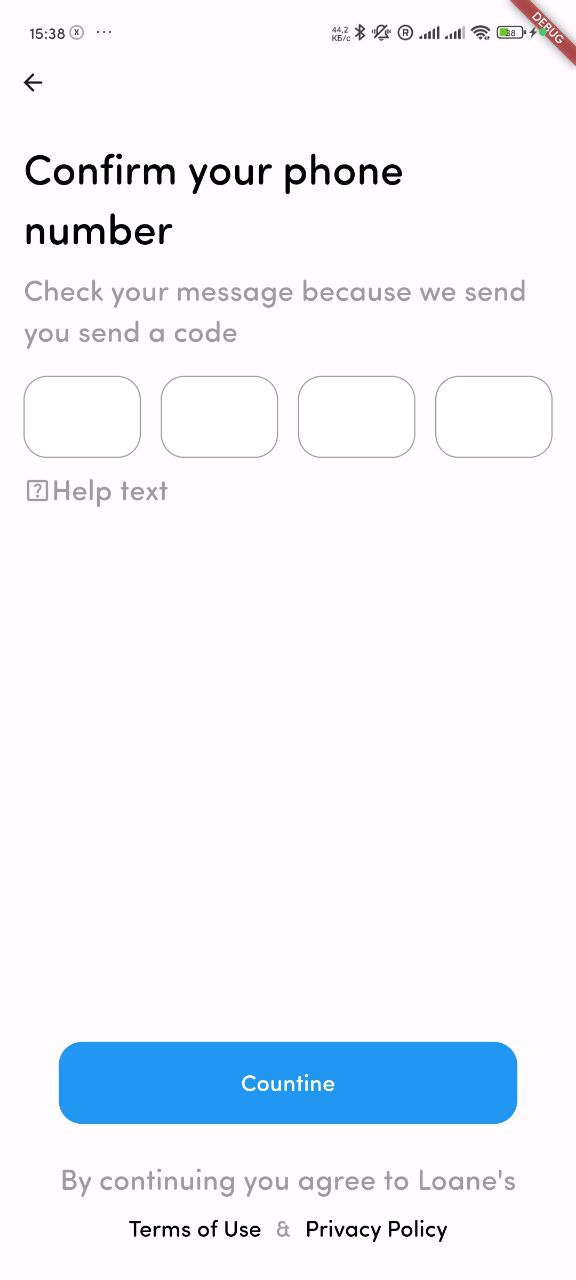 15:38 ... 44,2 КБ/с 38
DEBUG
Confirm your phone
number
Check your message because we send
you send a code
Help text
Countine
By continuing you agree to Loane's
Terms of Use & Privacy Policy